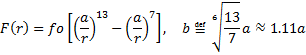 F(r) = fo[(a/r)^13 − (a/r)^7],  b ≝ ⁶√(13/7) a ≈ 1.11a